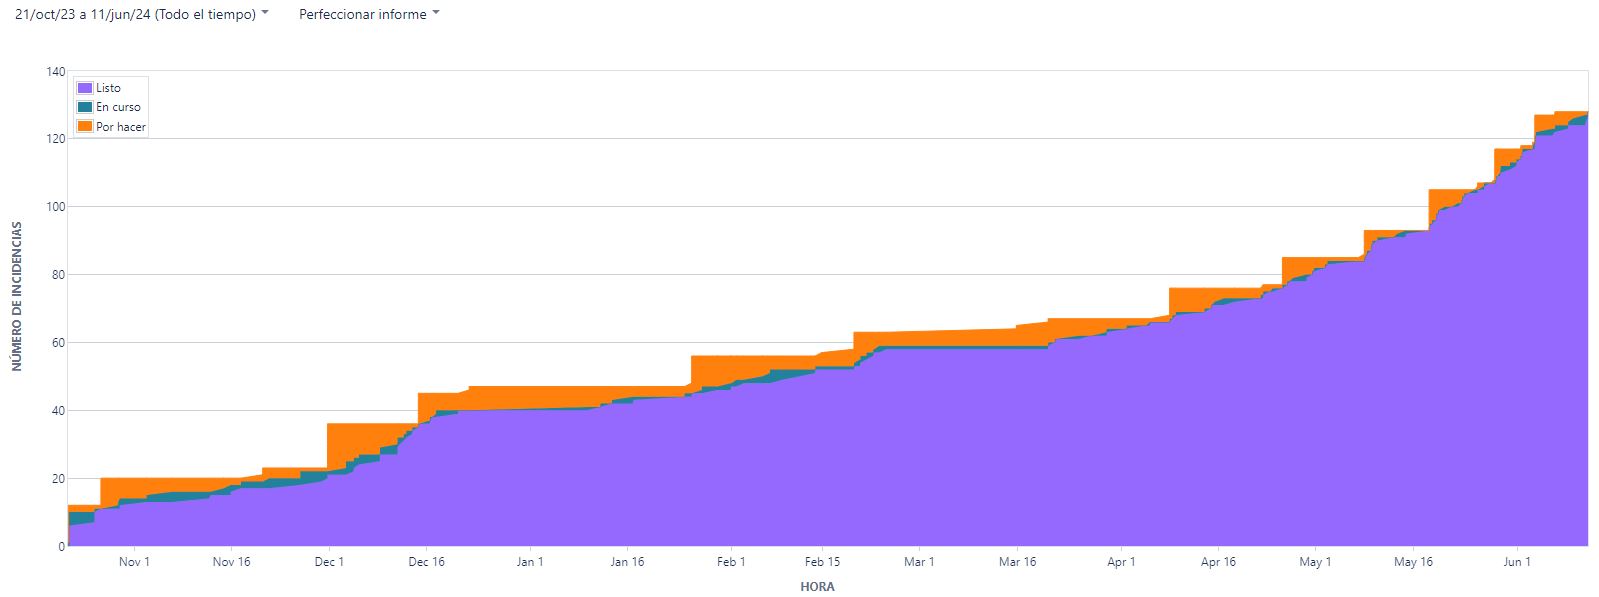 21/oct/23 a 11/jun/24 (Todo el tiempo) Perfeccionar informe
140
Listo
En curso
Por hacer
120
100
80
60
40
20
0
NÚMERO DE INCIDENCIAS
Nov 1 Nov 16 Dec 1 Dec 16 Jan 1 Jan 16 Feb 1 Feb 15 Mar 1 Mar 16 Apr 1 Apr 16 May 1 May 16 Jun 1
HORA